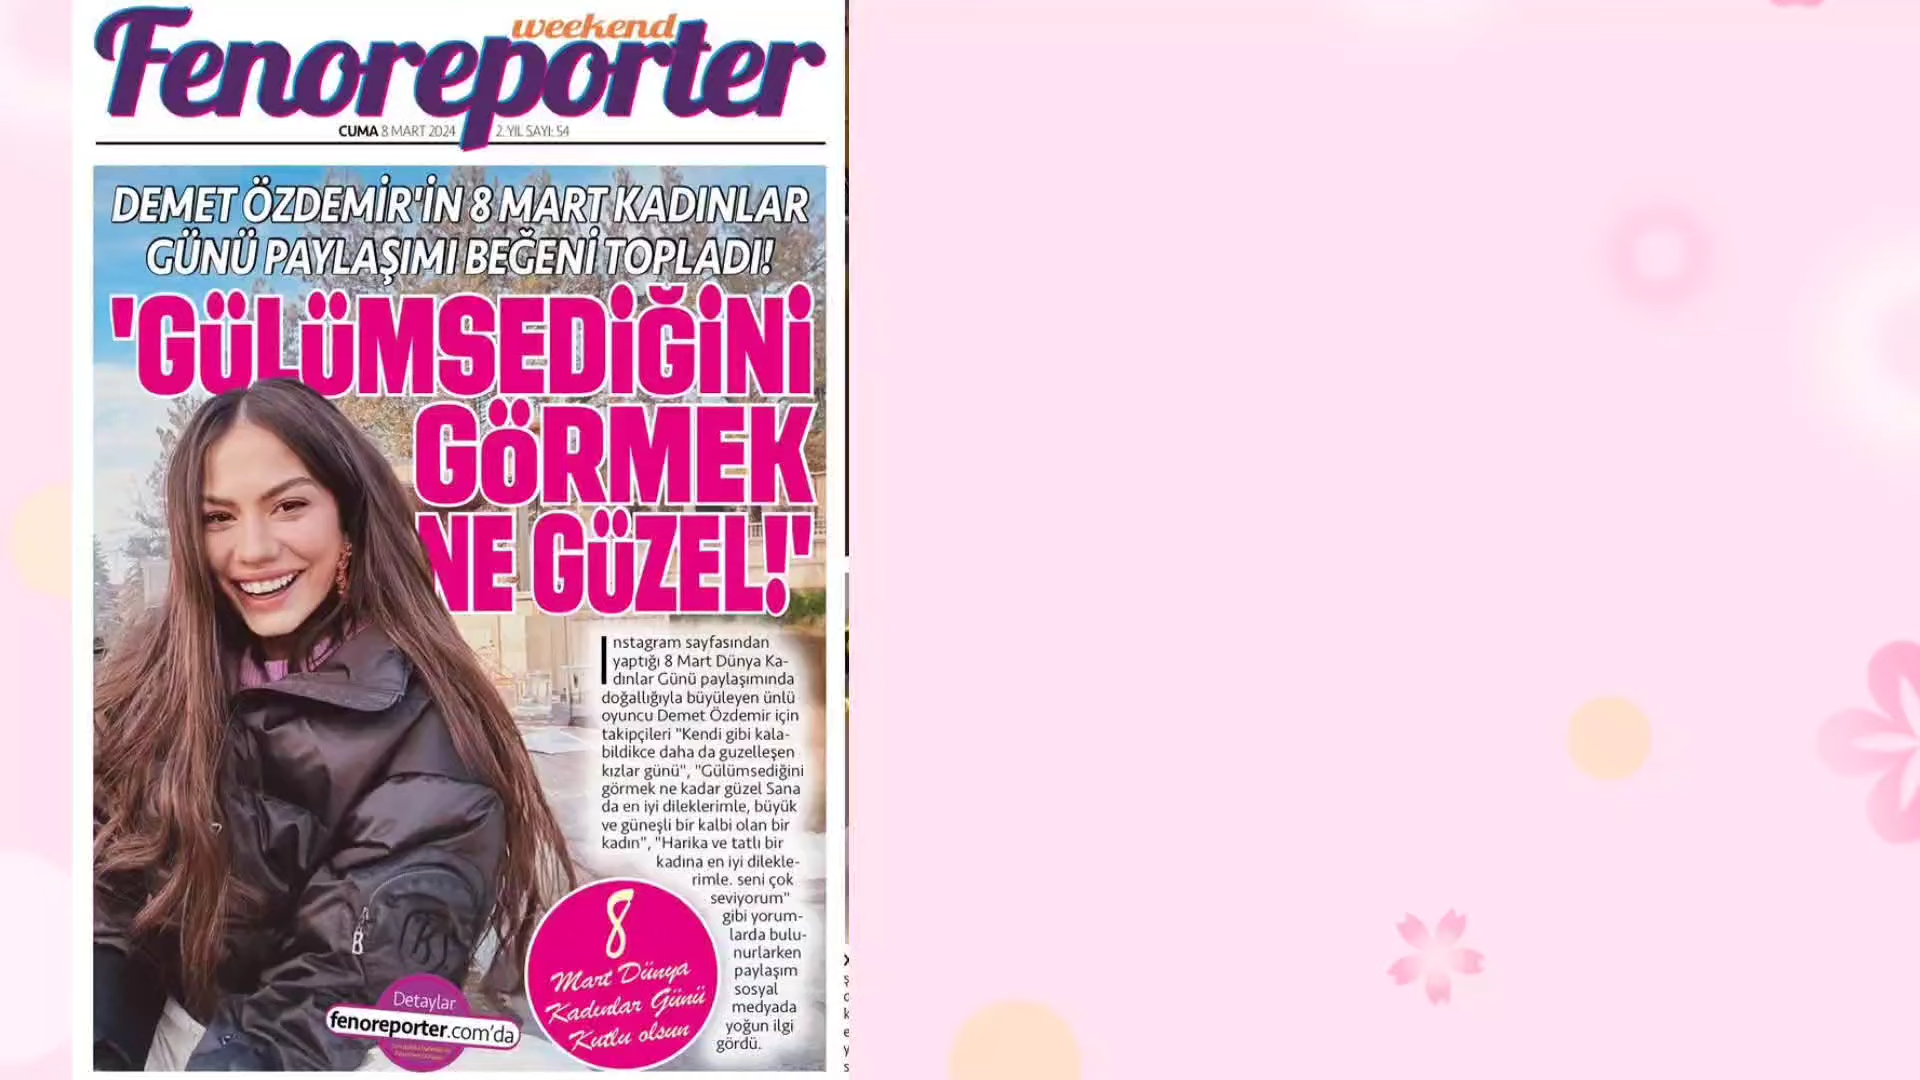 weekend
Fenoreporter
CUMA 8 MART 2024 2. YIL SAYI: 54
DEMET ÖZDEMİR'İN 8 MART KADINLAR
GÜNÜ PAYLAŞIMI BEĞENİ TOPLADI!
'GÜLÜMSEDİĞİNİ
GÖRMEK
NE GÜZEL!'
Instagram sayfasından
yaptığı 8 Mart Dünya Ka-
dınlar Günü paylaşımında
doğallığıyla büyüleyen ünlü
oyuncu Demet Özdemir için
takipçileri "Kendi gibi kala-
bildikce daha da guzelleşen
kızlar günü", "Gülümsediğini
görmek ne kadar güzel Sana
da en iyi dileklerimle, büyük
ve güneşli bir kalbi olan bir
kadın", "Harika ve tatlı bir
kadına en iyi dilekle-
rimle. seni çok
seviyorum"
gibi yorum-
larda bulu-
nurlarken
paylaşım
sosyal
medyada
yoğun ilgi
gördü.
8
Mart Dünya
Kadınlar Günü
Kutlu olsun
Detaylar
fenoreporter.com'da